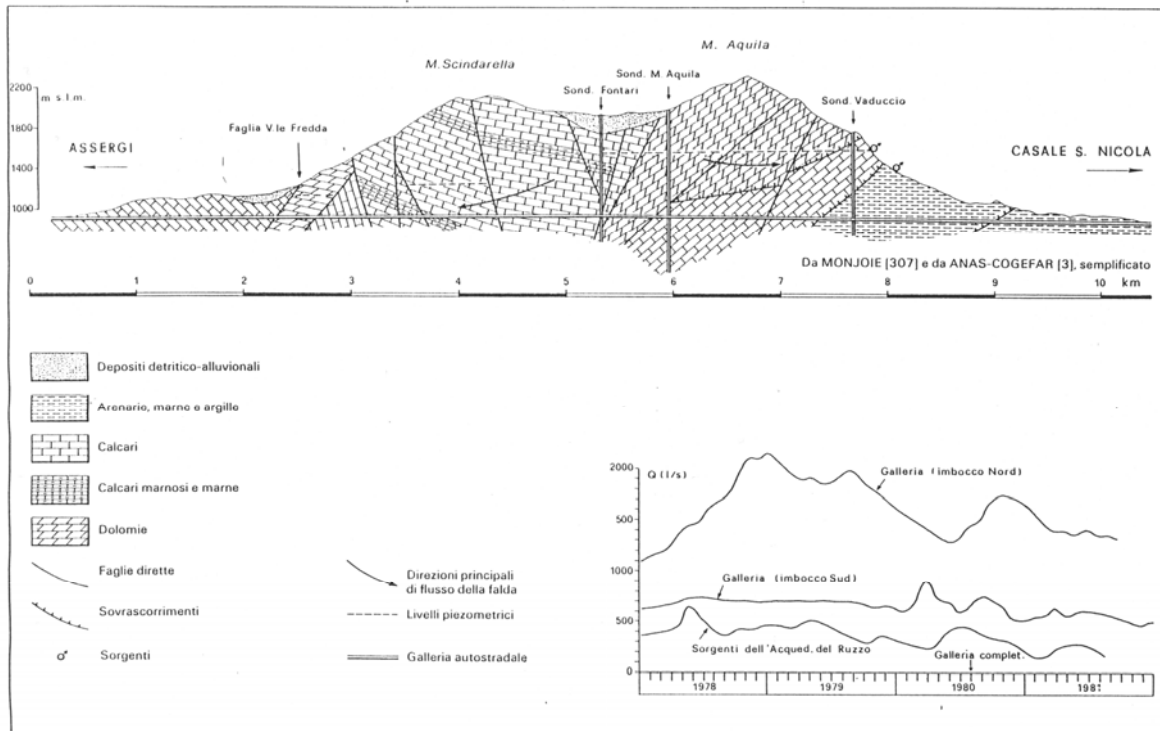 M. Aquila
M. Scindarella
Sond. M. Aquila
Sond. Fontari
Sond. Vaduccio
Faglia V.le Fredda
2200
m s.l.m.
1800
1400
1000
ASSERGI
CASALE S. NICOLA
Da MONJOIE [307] e da ANAS-COGEFAR [3], semplificato
0 1 2 3 4 5 6 7 8 9 10 km
Depositi detritico-alluvionali
Arenarie, marne e argille
Calcari
Calcari marnosi e marne
Dolomie
Faglie dirette
Sovrascorrimenti
Sorgenti
Direzioni principali
di flusso della falda
Livelli piezometrici
Galleria autostradale
Q (l/s)
2000
500
1000
500
0
Galleria (imbocco Nord)
Galleria (imbocco Sud)
Sorgenti dell'Acqued. del Ruzzo
Galleria complet.
1978 1979 1980 1981